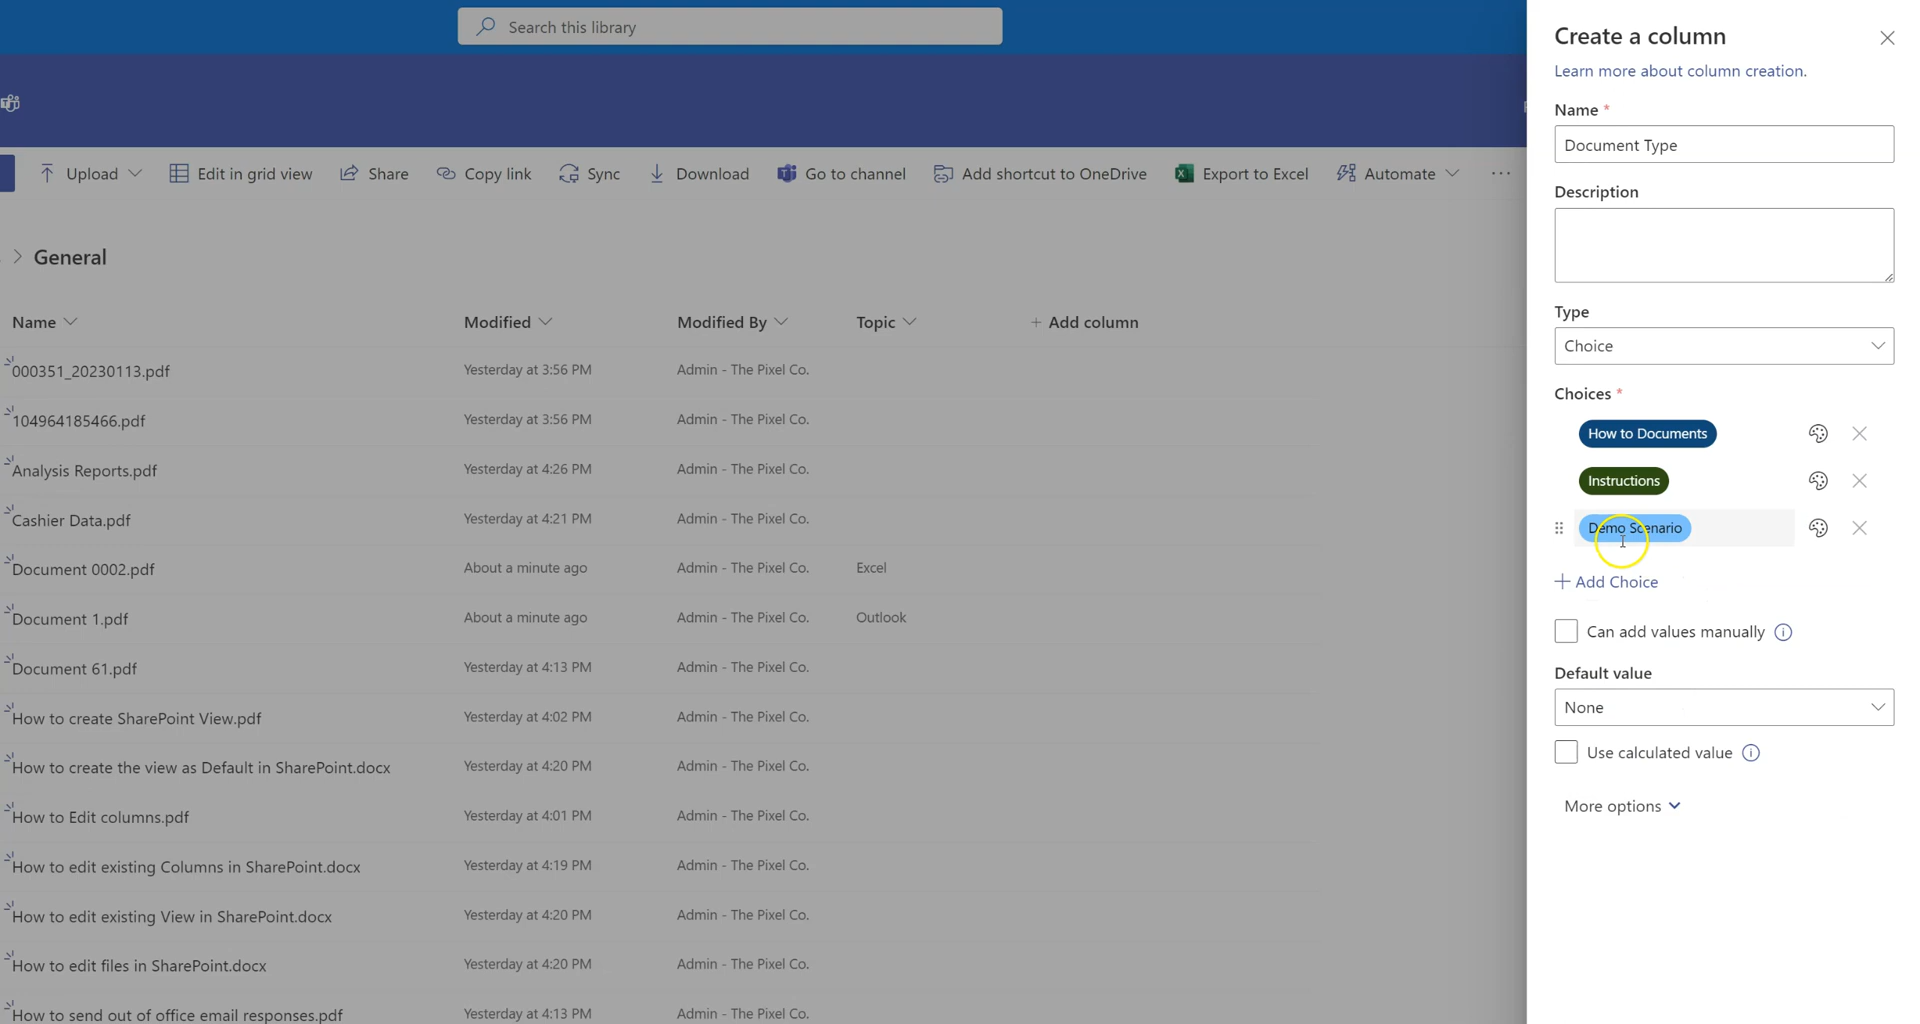 Search this library
Upload Edit in grid view Share Copy link Sync Download Go to channel Add shortcut to OneDrive Export to Excel Automate ...
> General
Name Modified Modified By Topic + Add column
000351_20230113.pdf Yesterday at 3:56 PM Admin - The Pixel Co.
104964185466.pdf Yesterday at 3:56 PM Admin - The Pixel Co.
Analysis Reports.pdf Yesterday at 4:26 PM Admin - The Pixel Co.
Cashier Data.pdf Yesterday at 4:21 PM Admin - The Pixel Co.
Document 0002.pdf About a minute ago Admin - The Pixel Co. Excel
Document 1.pdf About a minute ago Admin - The Pixel Co. Outlook
Document 61.pdf Yesterday at 4:13 PM Admin - The Pixel Co.
How to create SharePoint View.pdf Yesterday at 4:02 PM Admin - The Pixel Co.
How to create the view as Default in SharePoint.docx Yesterday at 4:20 PM Admin - The Pixel Co.
How to Edit columns.pdf Yesterday at 4:01 PM Admin - The Pixel Co.
How to edit existing Columns in SharePoint.docx Yesterday at 4:19 PM Admin - The Pixel Co.
How to edit existing View in SharePoint.docx Yesterday at 4:20 PM Admin - The Pixel Co.
How to edit files in SharePoint.docx Yesterday at 4:20 PM Admin - The Pixel Co.
How to send out of office email responses.pdf Yesterday at 4:13 PM Admin - The Pixel Co.
Create a column
Learn more about column creation.
Name *
Document Type
Description
Type
Choice
Choices *
How to Documents
Instructions
Demo Scenario
+ Add Choice
Can add values manually
Default value
None
Use calculated value
More options